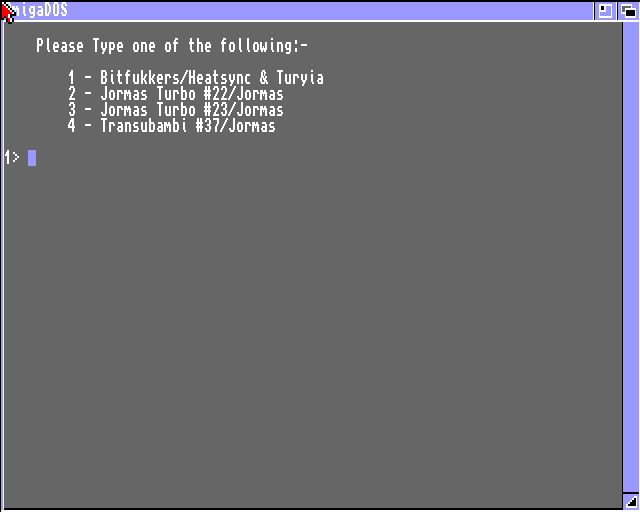 AmigaDOS
Please Type one of the following:-
1 - Bitfukkers/Heatsync & Turyia
2 - Jormas Turbo #22/Jormas
3 - Jormas Turbo #23/Jormas
4 - Transubambi #37/Jormas
1>